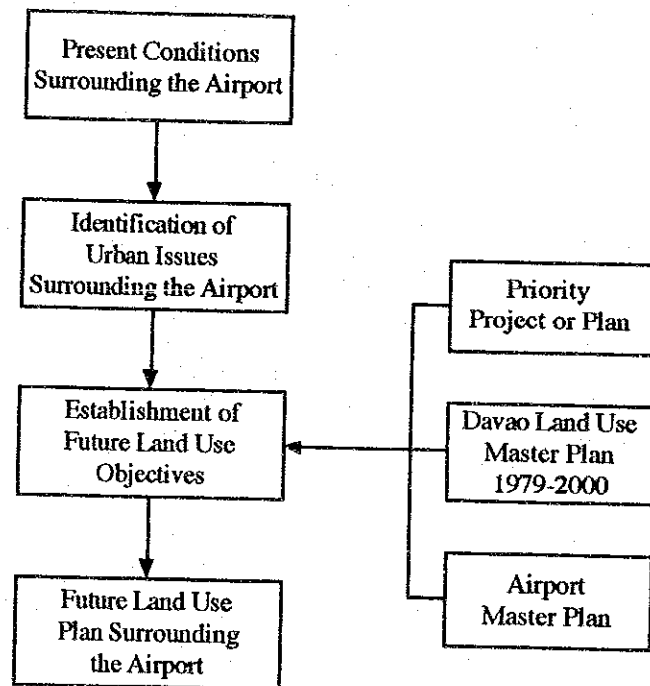 Present Conditions
Surrounding the Airport
Identification of
Urban Issues
Surrounding the Airport
Establishment of
Future Land Use
Objectives
Future Land Use
Plan Surrounding
the Airport
Priority
Project or Plan
Davao Land Use
Master Plan
1979-2000
Airport
Master Plan